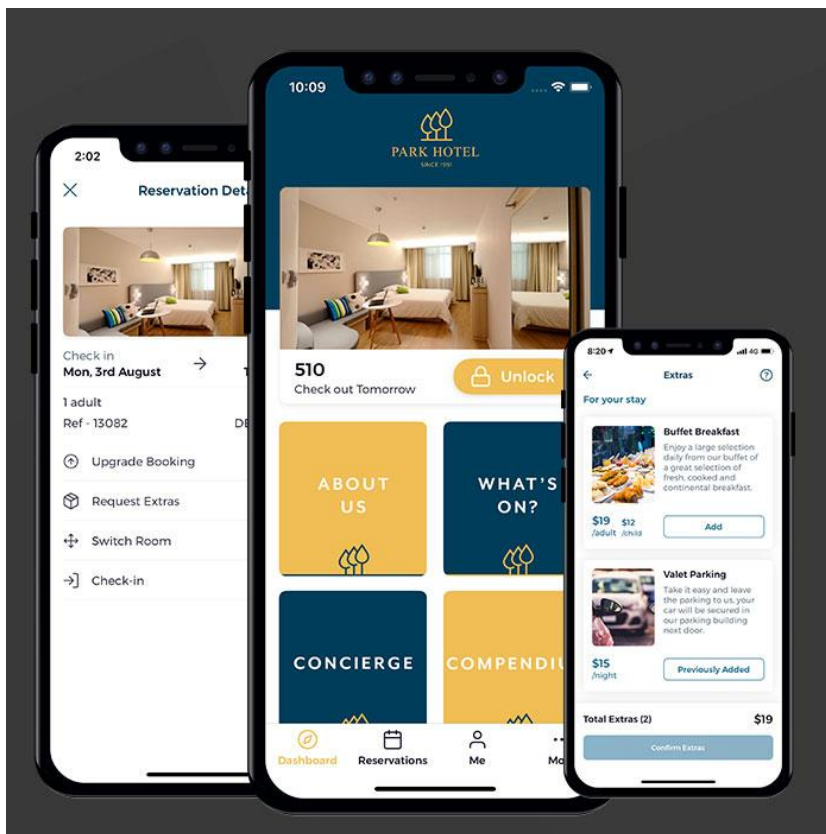 2:02
Reservation Deta
Check in
Mon, 3rd August
1 adult
Ref - 13082
Upgrade Booking
Request Extras
Switch Room
Check-in
10:09
PARK HOTEL
SINCE 1991
510
Check out Tomorrow
Unlock
ABOUT
US
WHAT'S
ON?
CONCIERGE
COMPENDIU
Dashboard
Reservations
Me
Mo
8:20
4G
Extras
For your stay
Buffet Breakfast
Enjoy a large selection
daily from our buffet of
a great selection of
fresh, cooked and
continental breakfast.
$19 $12
/adult /child
Add
Valet Parking
Take it easy and leave
the parking to us, your
car will be secured in
our parking building
next door.
$15
/night
Previously Added
Total Extras (2) $19
Confirm Extras